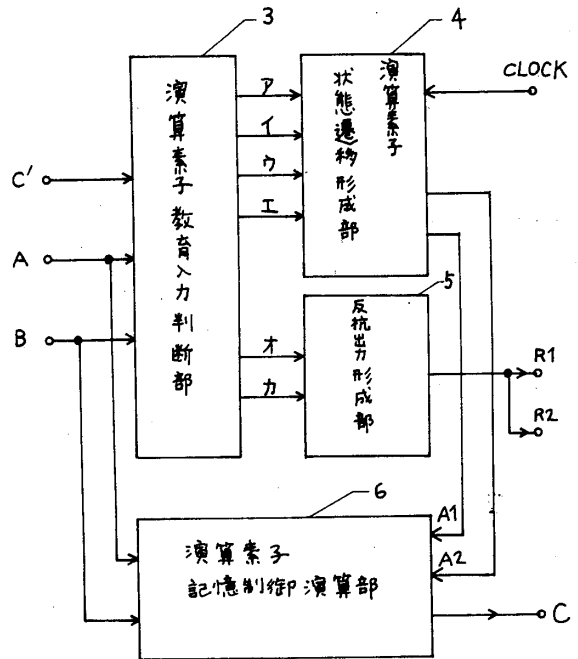 3
4
演算素子教育入力判断部
ア
イ
ウ
エ
オ
カ
演算素子
状態遷移形成部
CLOCK
C'
A
B
5
反抗出力形成部
R1
R2
6
演算素子
記憶制御演算部
A1
A2
C